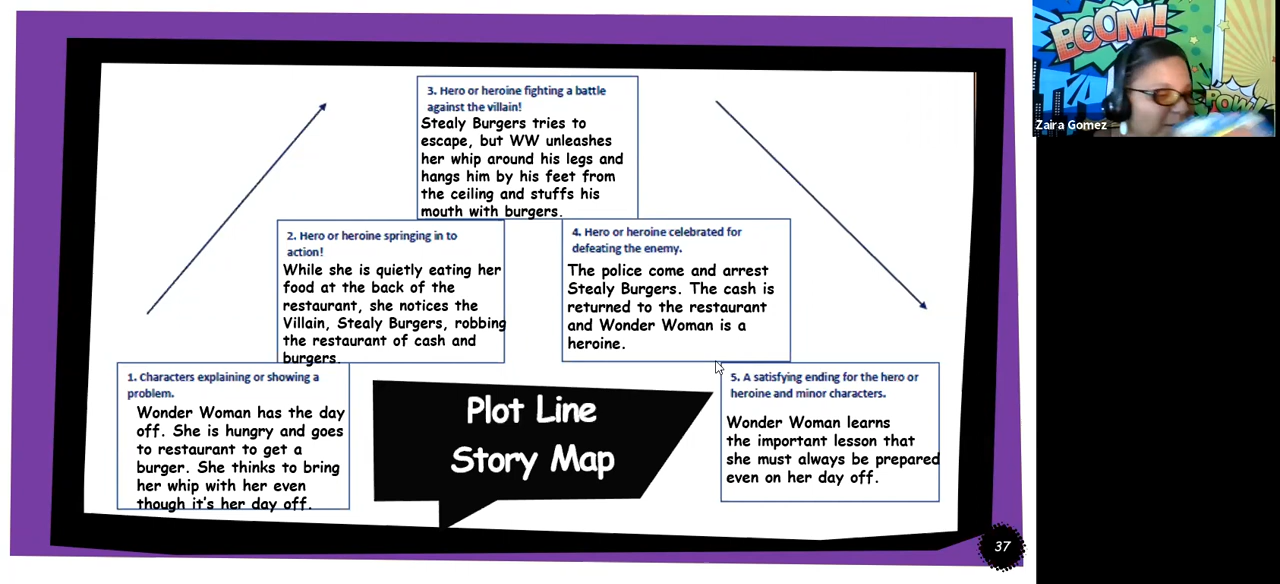 3. Hero or heroine fighting a battle
against the villain!
Stealy Burgers tries to
escape, but WW unleashes
her whip around his legs and
hangs him by his feet from
the ceiling and stuffs his
mouth with burgers.
2. Hero or heroine springing in to
action!
While she is quietly eating her
food at the back of the
restaurant, she notices the
Villain, Stealy Burgers, robbing
the restaurant of cash and
burgers.
4. Hero or heroine celebrated for
defeating the enemy.
The police come and arrest
Stealy Burgers. The cash is
returned to the restaurant
and Wonder Woman is a
heroine.
1. Characters explaining or showing a
problem.
Wonder Woman has the day
off. She is hungry and goes
to restaurant to get a
burger. She thinks to bring
her whip with her even
though it's her day off.
Plot Line
Story Map
5. A satisfying ending for the hero or
heroine and minor characters.
Wonder Woman learns
the important lesson that
she must always be prepared
even on her day off.
37
BOOM!
POW!
Zaira Gomez